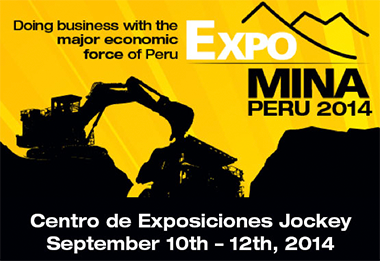 Doing business with the
major economic
force of Peru
EXPO
MINA
PERU 2014
Centro de Exposiciones Jockey
September 10th - 12th, 2014